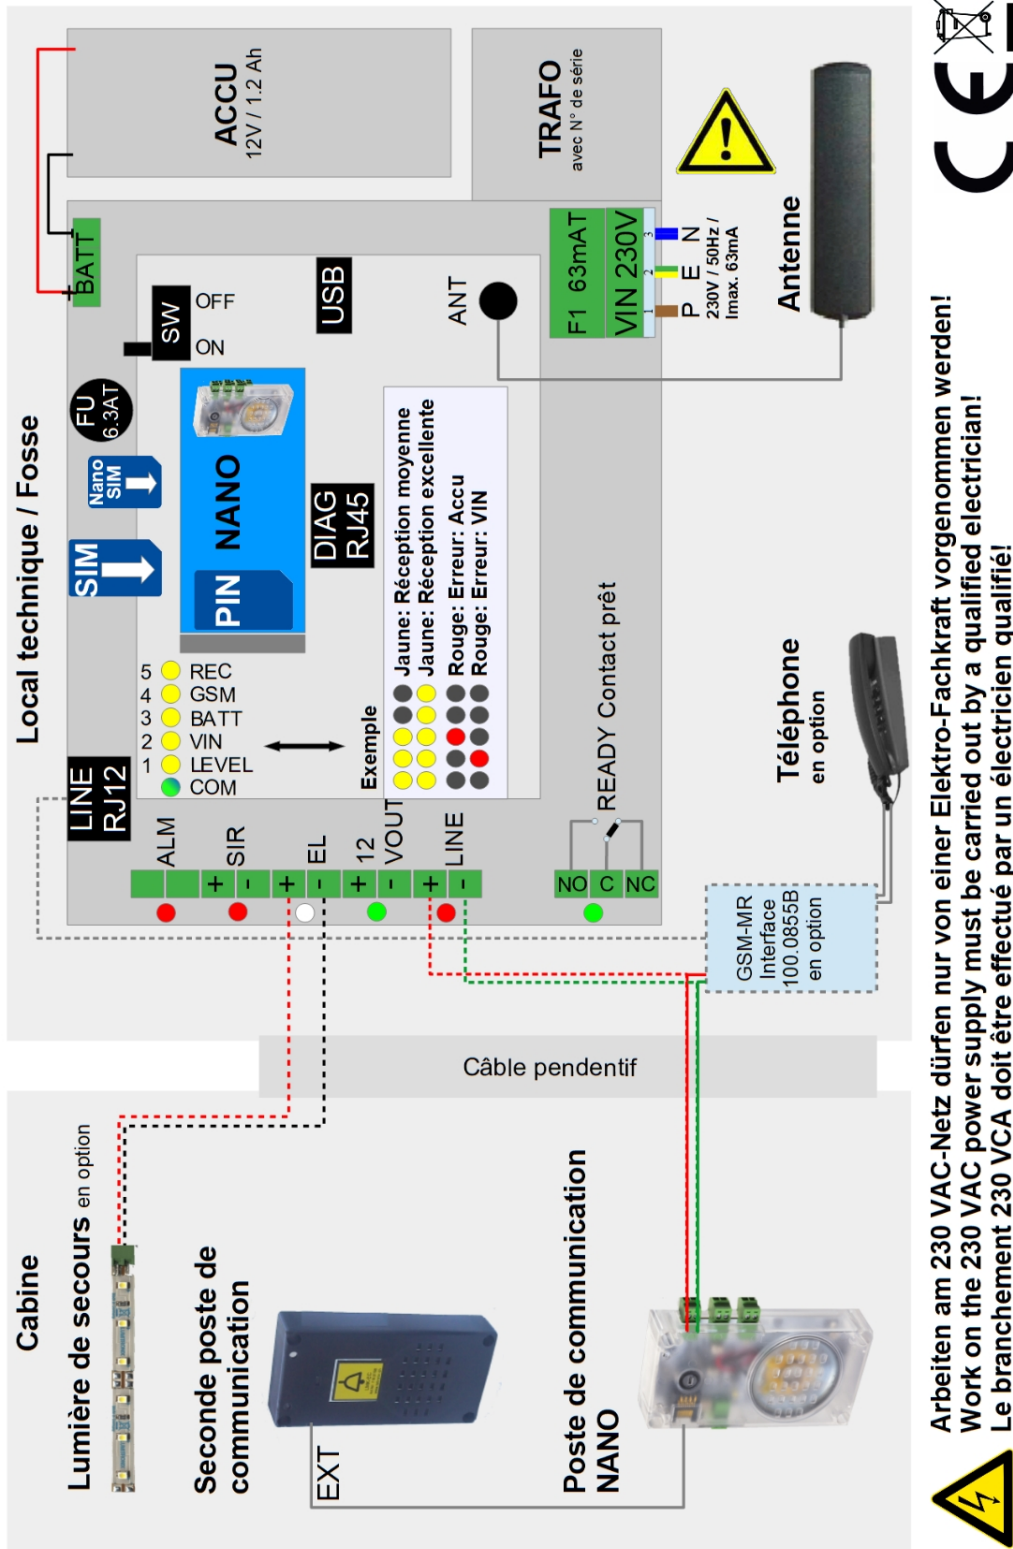 Cabine
Lumière de secours en option
Seconde poste de
communication
EXT
Poste de communication
NANO
Câble pendentif
Local technique / Fosse
LINE
RJ12
ALM
SIR
+
-
EL
+
-
12
VOUT
+
-
LINE
+
-
NO
C
NC
READY Contact prêt
5 REC
4 GSM
3 BATT
2 VIN
1 LEVEL
COM
Exemple
Jaune: Réception moyenne
Jaune: Réception excellente
Rouge: Erreur: Accu
Rouge: Erreur: VIN
SIM
Nano
SIM
FU
6.3AT
PIN
NANO
DIAG
RJ45
SW
ON
OFF
USB
ANT
BATT
+
-
ACCU
12V / 1.2 Ah
TRAFO
avec N° de série
F1 63mAT
VIN 230V
1 2 3
P E N
230V / 50Hz /
Imax. 63mA
Antenne
Téléphone
en option
GSM-MR
Interface
100.0855B
en option
Arbeiten am 230 VAC-Netz dürfen nur von einer Elektro-Fachkraft vorgenommen werden!
Work on the 230 VAC power supply must be carried out by a qualified electrician!
Le branchement 230 VCA doit être effectué par un électricien qualifié!
CE